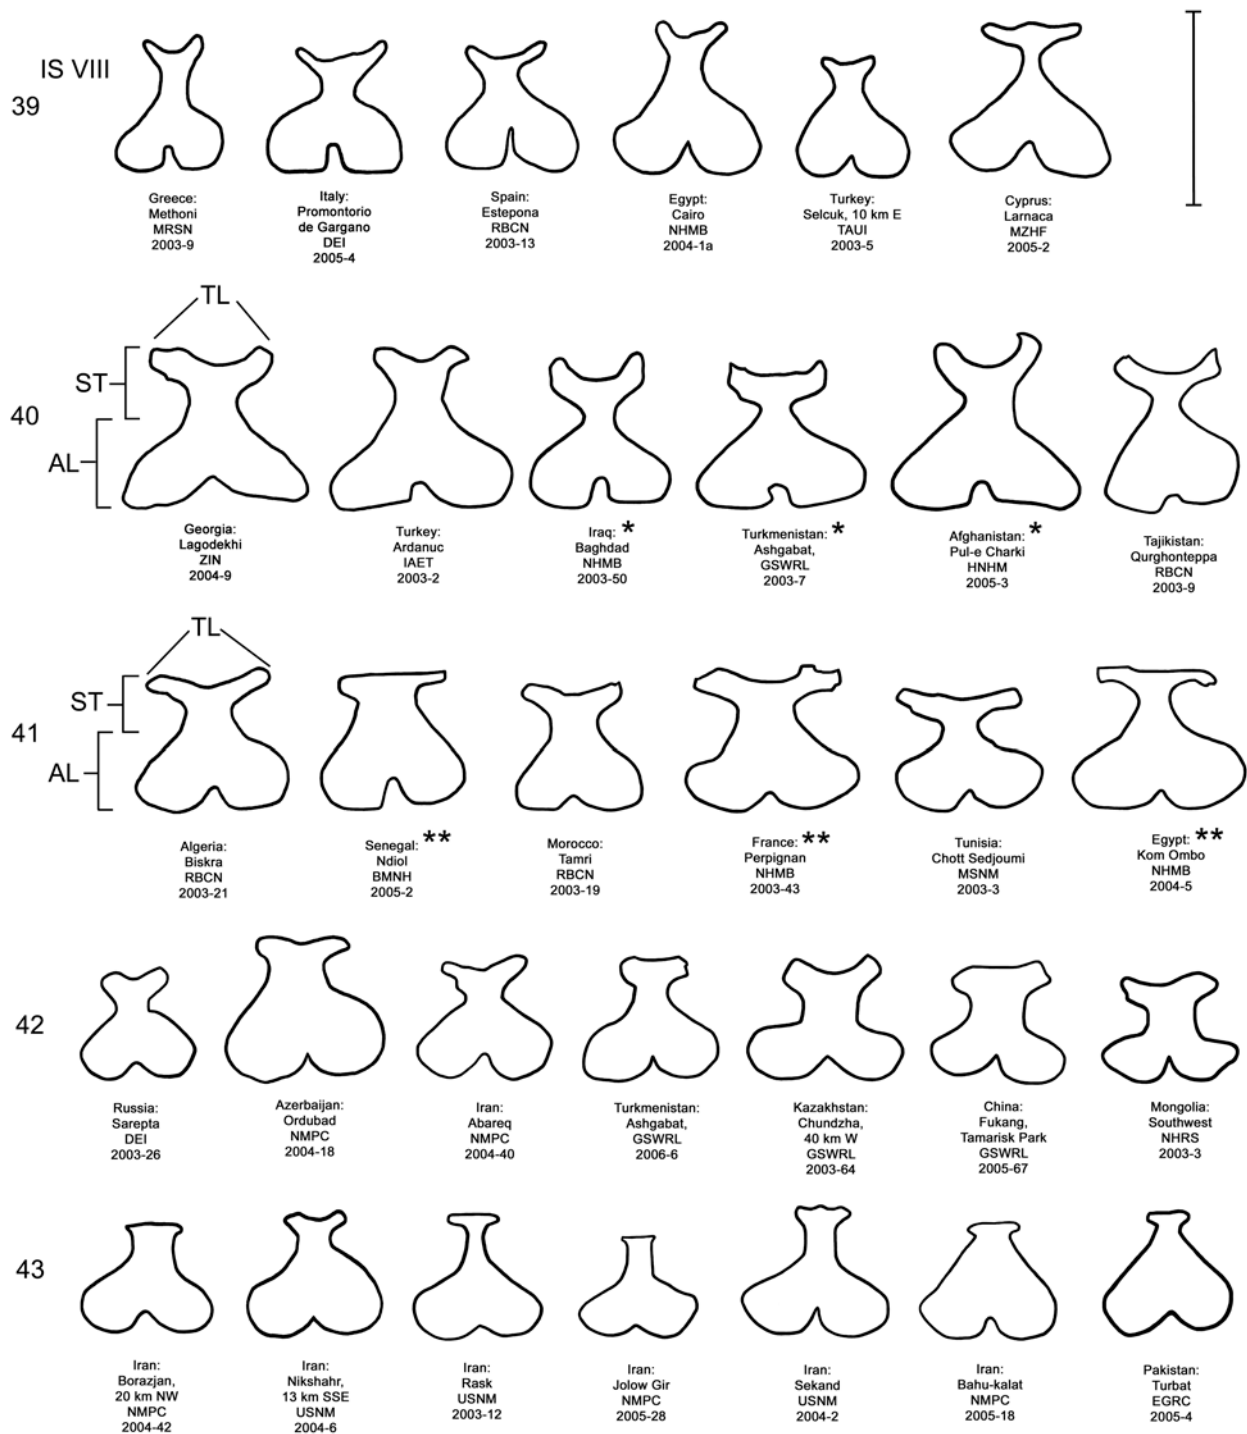 IS VIII
39
Greece:
Methoni
MRSN
2003-9
Italy:
Promontorio
de Gargano
DEI
2005-4
Spain:
Estepona
RBCN
2003-13
Egypt:
Cairo
NHMB
2004-1a
Turkey:
Selcuk, 10 km E
TAUI
2003-5
Cyprus:
Larnaca
MZHF
2005-2
TL
ST
40
AL
Georgia:
Lagodekhi
ZIN
2004-9
Turkey:
Ardanuc
IAET
2003-2
Iraq: *
Baghdad
NHMB
2003-50
Turkmenistan: *
Ashgabat,
GSWRL
2003-7
Afghanistan: *
Pul-e Charki
HNHM
2005-3
Tajikistan:
Qurghonteppa
RBCN
2003-9
TL
ST
41
AL
Algeria:
Biskra
RBCN
2003-21
Senegal: **
Ndiol
BMNH
2005-2
Morocco:
Tamri
RBCN
2003-19
France: **
Perpignan
NHMB
2003-43
Tunisia:
Chott Sedjoumi
MSNM
2003-3
Egypt: **
Kom Ombo
NHMB
2004-5
42
Russia:
Sarepta
DEI
2003-26
Azerbaijan:
Ordubad
NMPC
2004-18
Iran:
Abareq
NMPC
2004-40
Turkmenistan:
Ashgabat,
GSWRL
2006-6
Kazakhstan:
Chundzha,
40 km W
GSWRL
2003-64
China:
Fukang,
Tamarisk Park
GSWRL
2005-67
Mongolia:
Southwest
NHRS
2003-3
43
Iran:
Borazjan,
20 km NW
NMPC
2004-42
Iran:
Nikshahr,
13 km SSE
USNM
2004-6
Iran:
Rask
USNM
2003-12
Iran:
Jolow Gir
NMPC
2005-28
Iran:
Sekand
USNM
2004-2
Iran:
Bahu-kalat
NMPC
2005-18
Pakistan:
Turbat
EGRC
2005-4